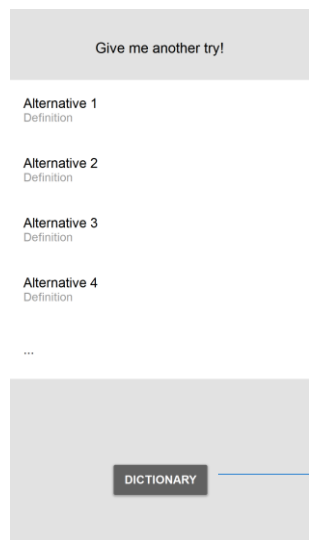 Give me another try!
Alternative 1
Definition
Alternative 2
Definition
Alternative 3
Definition
Alternative 4
Definition
...
DICTIONARY